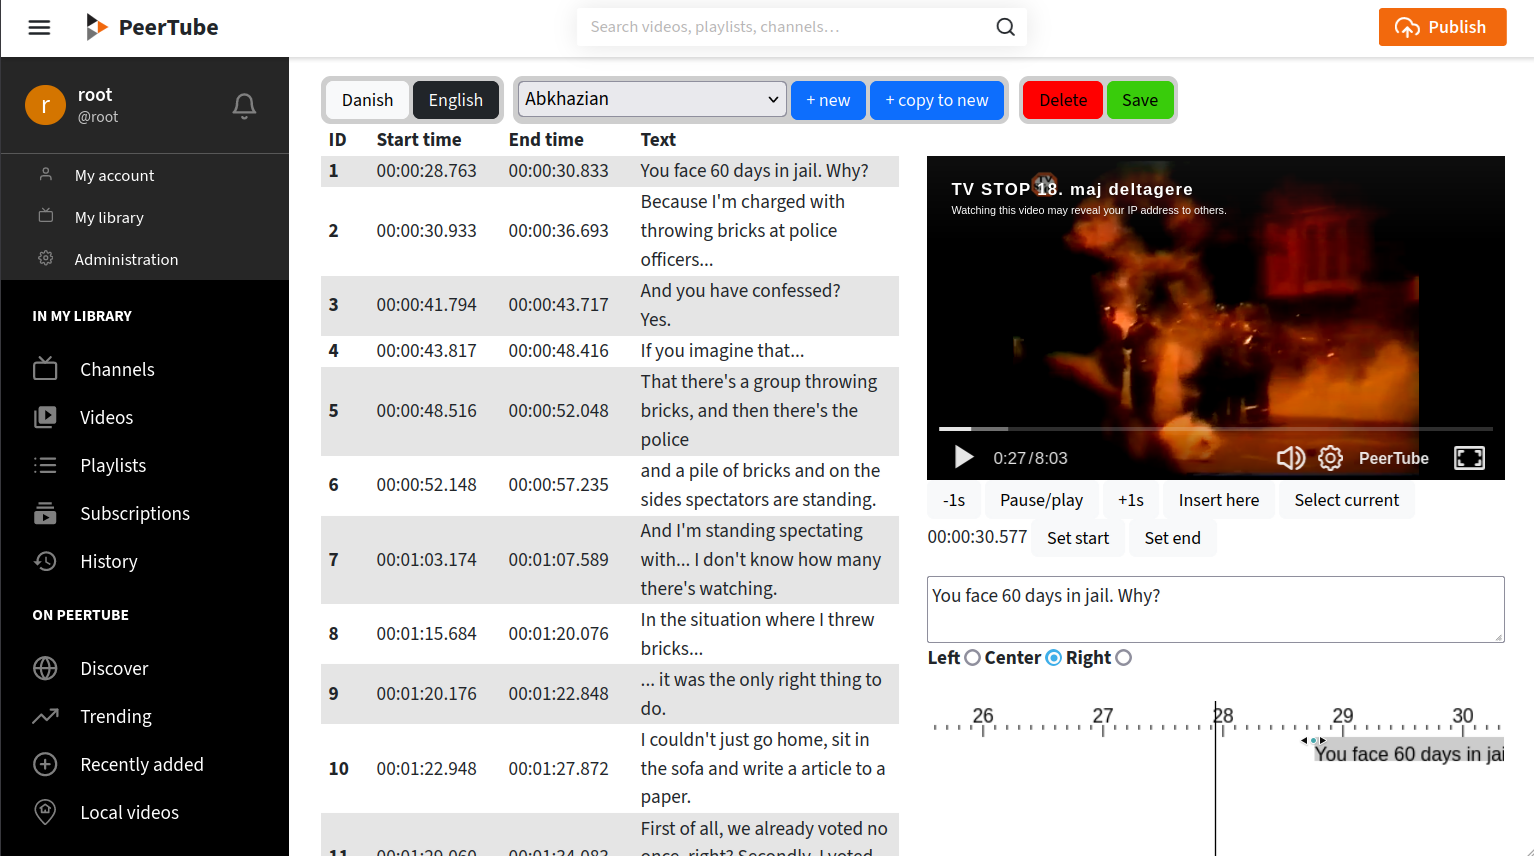 PeerTube
Search videos, playlists, channels…
Publish
r
root
@root
My account
My library
Administration
IN MY LIBRARY
Channels
Videos
Playlists
Subscriptions
History
ON PEERTUBE
Discover
Trending
Recently added
Local videos
Danish English Abkhazian + new + copy to new Delete Save
ID Start time End time Text
1 00:00:28.763 00:00:30.833 You face 60 days in jail. Why?
Because I'm charged with
2 00:00:30.933 00:00:36.693 throwing bricks at police
officers...
And you have confessed?
3 00:00:41.794 00:00:43.717
Yes.
4 00:00:43.817 00:00:48.416 If you imagine that...
That there's a group throwing
5 00:00:48.516 00:00:52.048 bricks, and then there's the
police
and a pile of bricks and on the
6 00:00:52.148 00:00:57.235
sides spectators are standing.
And I'm standing spectating
7 00:01:03.174 00:01:07.589 with... I don't know how many
there's watching.
In the situation where I threw
8 00:01:15.684 00:01:20.076
bricks...
... it was the only right thing to
9 00:01:20.176 00:01:22.848
do.
I couldn't just go home, sit in
10 00:01:22.948 00:01:27.872 the sofa and write a article to a
paper.
First of all, we already voted no
11 00:01:29.060 00:01:34.083 once, right? Secondly, I voted
TV STOP 18. maj deltagere
Watching this video may reveal your IP address to others.
TV
0:27/8:03 PeerTube
-1s Pause/play +1s Insert here Select current
00:00:30.577 Set start Set end
You face 60 days in jail. Why?
Left Center Right
26 27 28 29 30
You face 60 days in jai